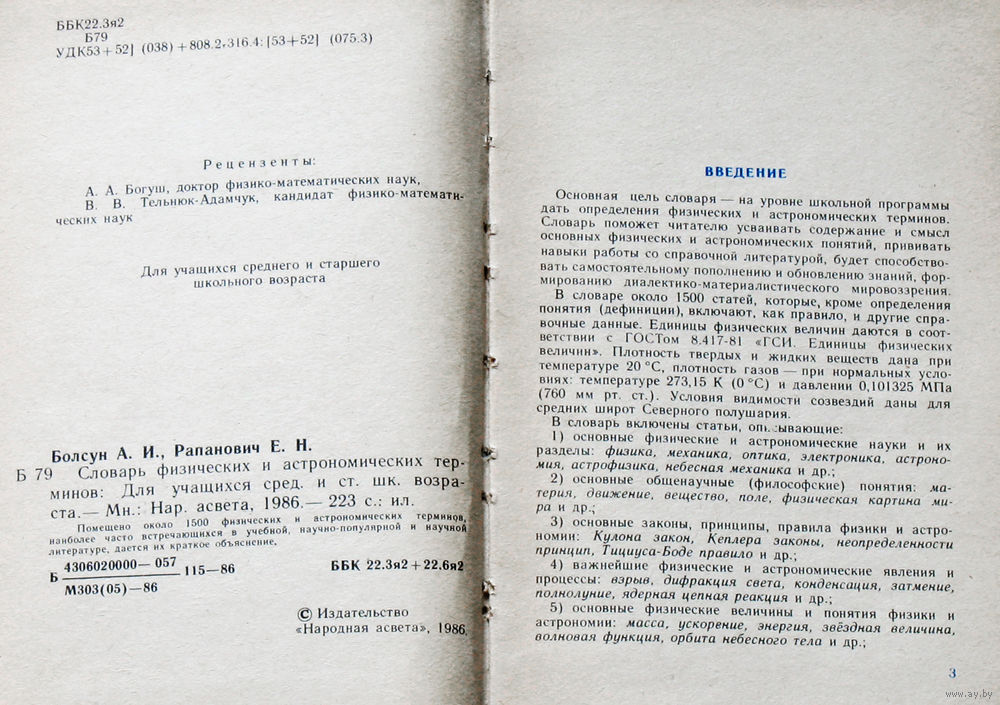 ББК22.3я2
Б79
УДК53+52] (038)+808.2-316.4:[53+52] (075.3)
Рецензенты:
А. А. Богуш, доктор физико-математических наук,
В. В. Тельнюк-Адамчук, кандидат физико-математи-
ческих наук
Для учащихся среднего и старшего
школьного возраста
Болсун А. И., Рапанович Е. Н.
Б 79 Словарь физических и астрономических тер-
минов: Для учащихся сред. и ст. шк. возра-
ста.— Мн.: Нар. асвета, 1986.— 223 с.: ил.
Помещено около 1500 физических и астрономических терминов,
наиболее часто встречающихся в учебной, научно-популярной и научной
литературе, дается их краткое объяснение.
Б 4306020000—057
115—86
М303(05)—86
ББК 22.3я2+22.6я2
© Издательство
«Народная асвета», 1986.
ВВЕДЕНИЕ
Основная цель словаря — на уровне школьной программы
дать определения физических и астрономических терминов.
Словарь поможет читателю усваивать содержание и смысл
основных физических и астрономических понятий, прививать
навыки работы со справочной литературой, будет способство-
вать самостоятельному пополнению и обновлению знаний, фор-
мированию диалектико-материалистического мировоззрения.
В словаре около 1500 статей, которые, кроме определения
понятия (дефиниции), включают, как правило, и другие спра-
вочные данные. Единицы физических величин даются в соот-
ветствии с ГОСТом 8.417-81 «ГСИ. Единицы физических
величин». Плотность твердых и жидких веществ дана при
температуре 20 °С, плотность газов — при нормальных усло-
виях: температуре 273,15 К (0 °С) и давлении 0,101325 МПа
(760 мм рт. ст.). Условия видимости созвездий даны для
средних широт Северного полушария.
В словарь включены статьи, описывающие:
1) основные физические и астрономические науки и их
разделы: физика, механика, оптика, электроника, астроно-
мия, астрофизика, небесная механика и др.;
2) основные общенаучные (философские) понятия: ма-
терия, движение, вещество, поле, физическая картина ми-
ра и др.;
3) основные законы, принципы, правила физики и астро-
номии: Кулона закон, Кеплера законы, неопределенности
принцип, Тициуса-Боде правило и др.;
4) важнейшие физические и астрономические явления и
процессы: взрыв, дифракция света, конденсация, затмение,
полнолуние, ядерная цепная реакция и др.;
5) основные физические величины и понятия физики и
астрономии: масса, ускорение, энергия, звёздная величина,
волновая функция, орбита небесного тела и др.;
3
www.ay.by